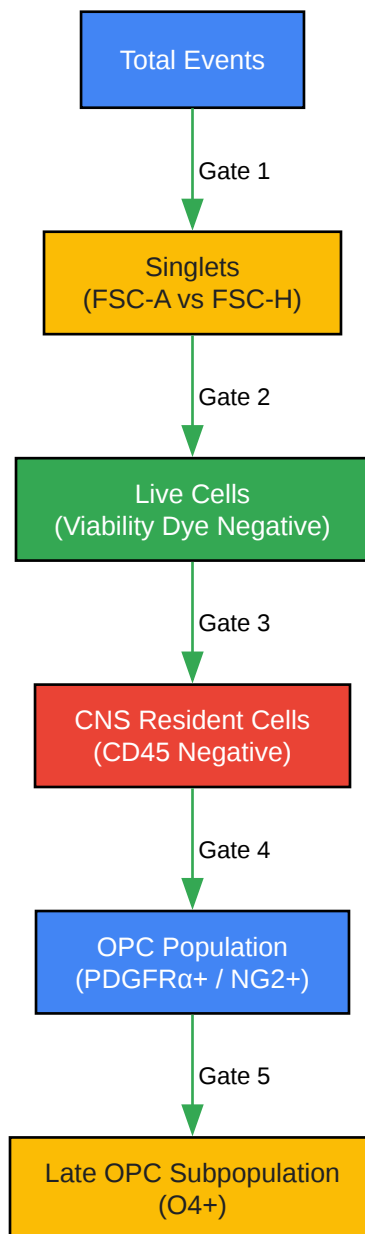 Total Events
Gate 1
Singlets
(FSC-A vs FSC-H)
Gate 2
Live Cells
(Viability Dye Negative)
Gate 3
CNS Resident Cells
(CD45 Negative)
Gate 4
OPC Population
(PDGFRα+ / NG2+)
Gate 5
Late OPC Subpopulation
(O4+)